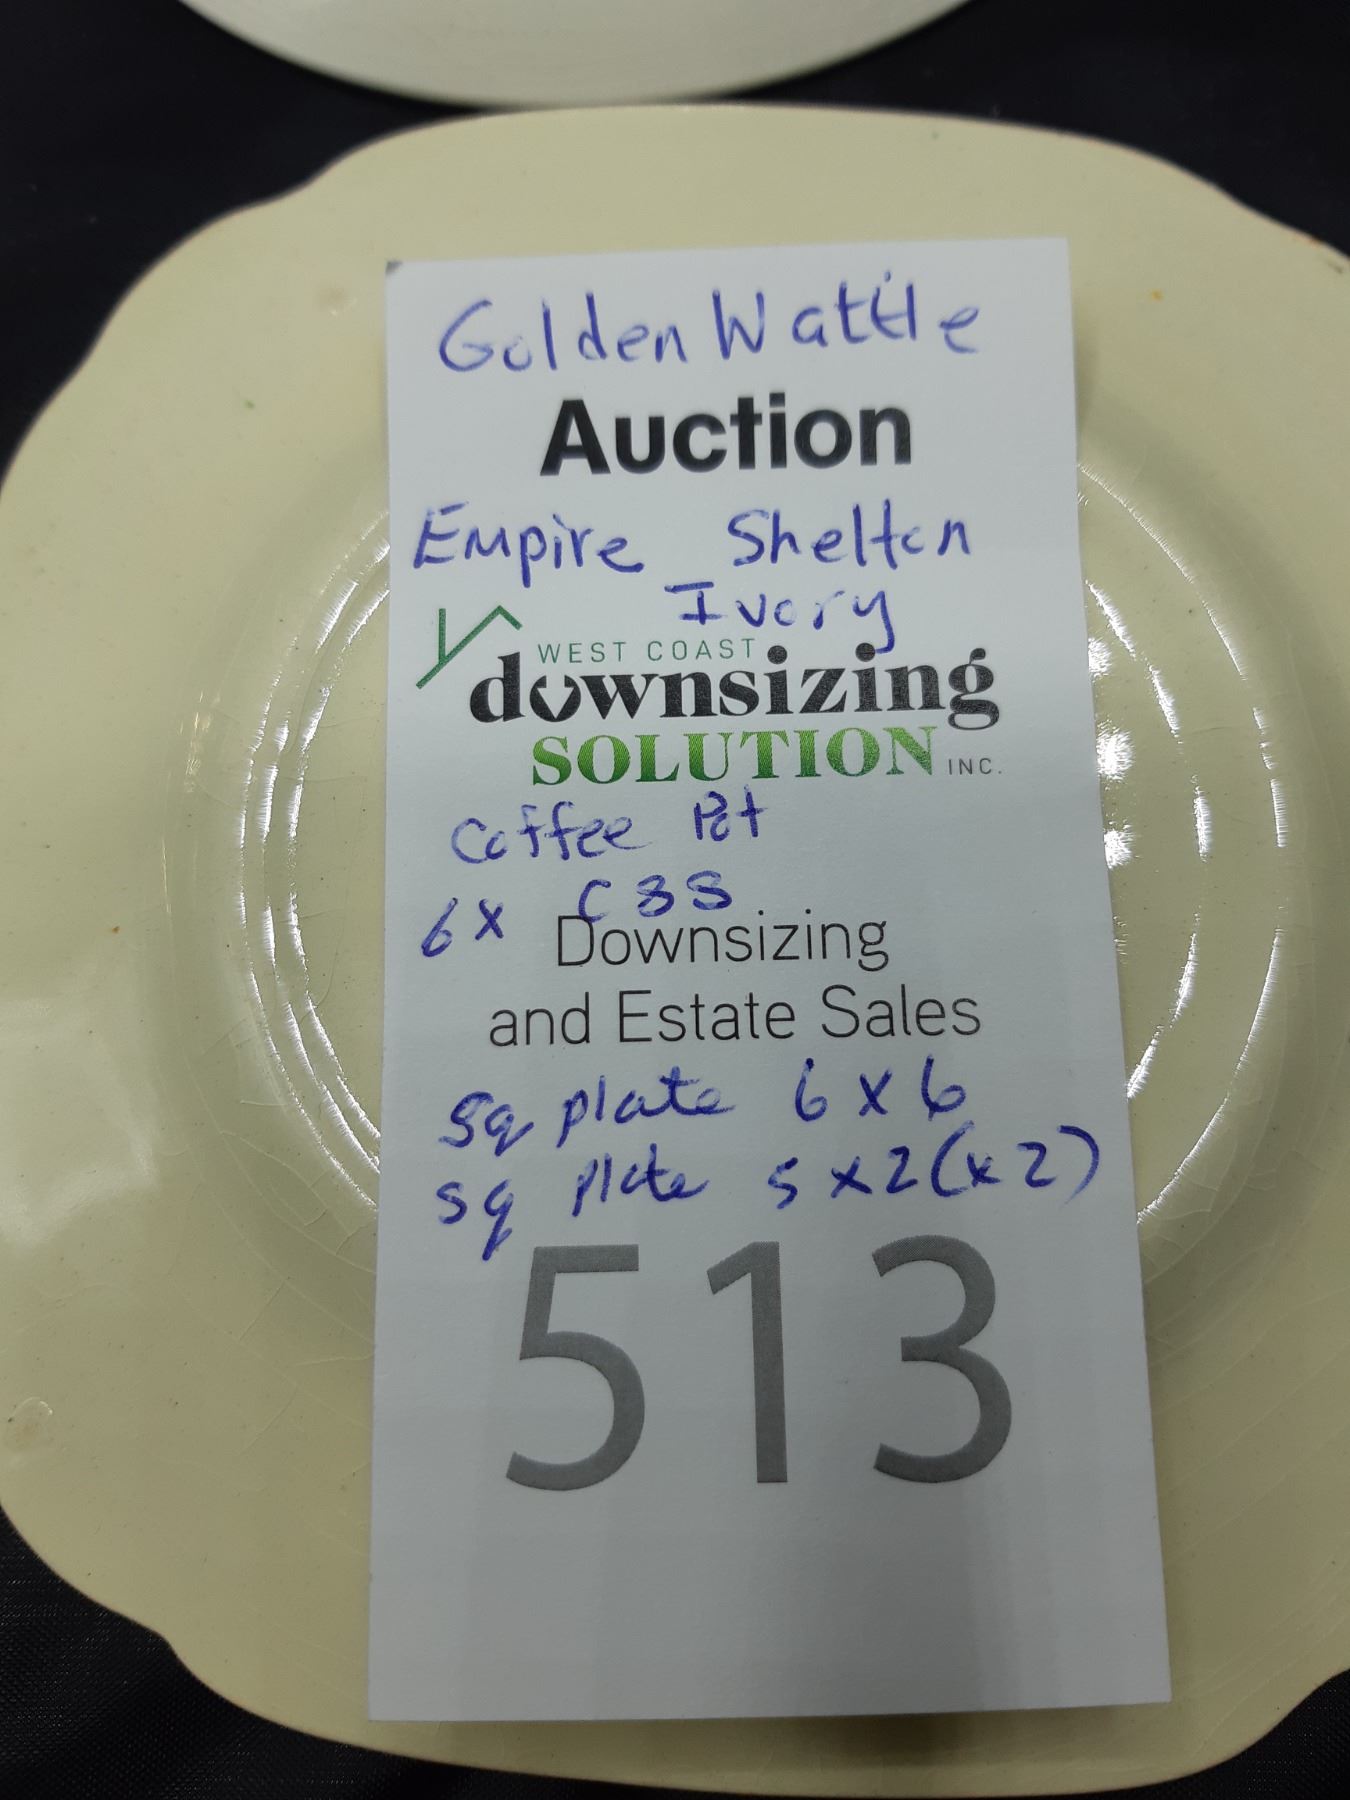 Golden Wattle
Auction
Empire Shelton
Ivory
WEST COAST
downsizing
SOLUTION INC.
Coffee Pot
6x C & S
Downsizing
and Estate Sales
Sq plate 6 x 6
Sq plate 5 x 2 (x 2)
513